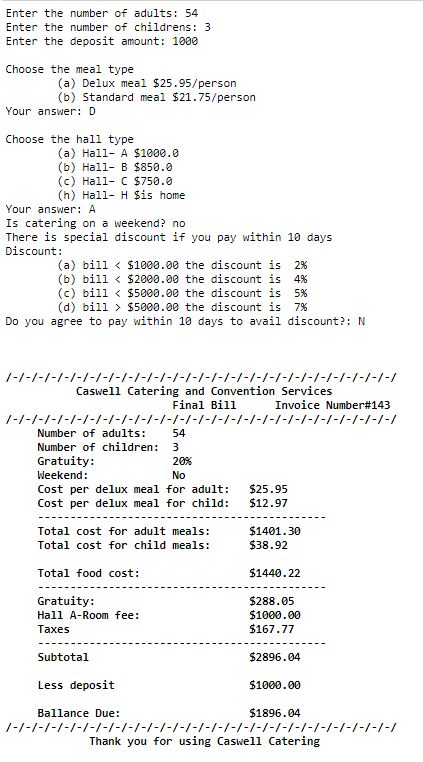 Enter the number of adults: 54
Enter the number of childrens: 3
Enter the deposit amount: 1000
Choose the meal type
(a) Delux meal $25.95/person
(b) Standard meal $21.75/person
Your answer: D
Choose the hall type
(a) Hall- A $1000.0
(b) Hall- B $850.0
(c) Hall- C $750.0
(h) Hall- H $is home
Your answer: A
Is catering on a weekend? no
There is special discount if you pay within 10 days
Discount:
(a) bill < $1000.00 the discount is 2%
(b) bill < $2000.00 the discount is 4%
(c) bill < $5000.00 the discount is 5%
(d) bill > $5000.00 the discount is 7%
Do you agree to pay within 10 days to avail discount?: N
/-/-/-/-/-/-/-/-/-/-/-/-/-/-/-/-/-/-/-/-/-/-/-/-/-/-/-/-/-/-/
Caswell Catering and Convention Services
Final Bill Invoice Number#143
/-/-/-/-/-/-/-/-/-/-/-/-/-/-/-/-/-/-/-/-/-/-/-/-/-/-/-/-/-/-/
Number of adults: 54
Number of children: 3
Gratuity: 20%
Weekend: No
Cost per delux meal for adult: $25.95
Cost per delux meal for child: $12.97
---------------------------------------------
Total cost for adult meals: $1401.30
Total cost for child meals: $38.92
Total food cost: $1440.22
---------------------------------------------
Gratuity: $288.05
Hall A-Room fee: $1000.00
Taxes $167.77
---------------------------------------------
Subtotal $2896.04
Less deposit $1000.00
Ballance Due: $1896.04
/-/-/-/-/-/-/-/-/-/-/-/-/-/-/-/-/-/-/-/-/-/-/-/-/-/-/-/-/-/-/
Thank you for using Caswell Catering